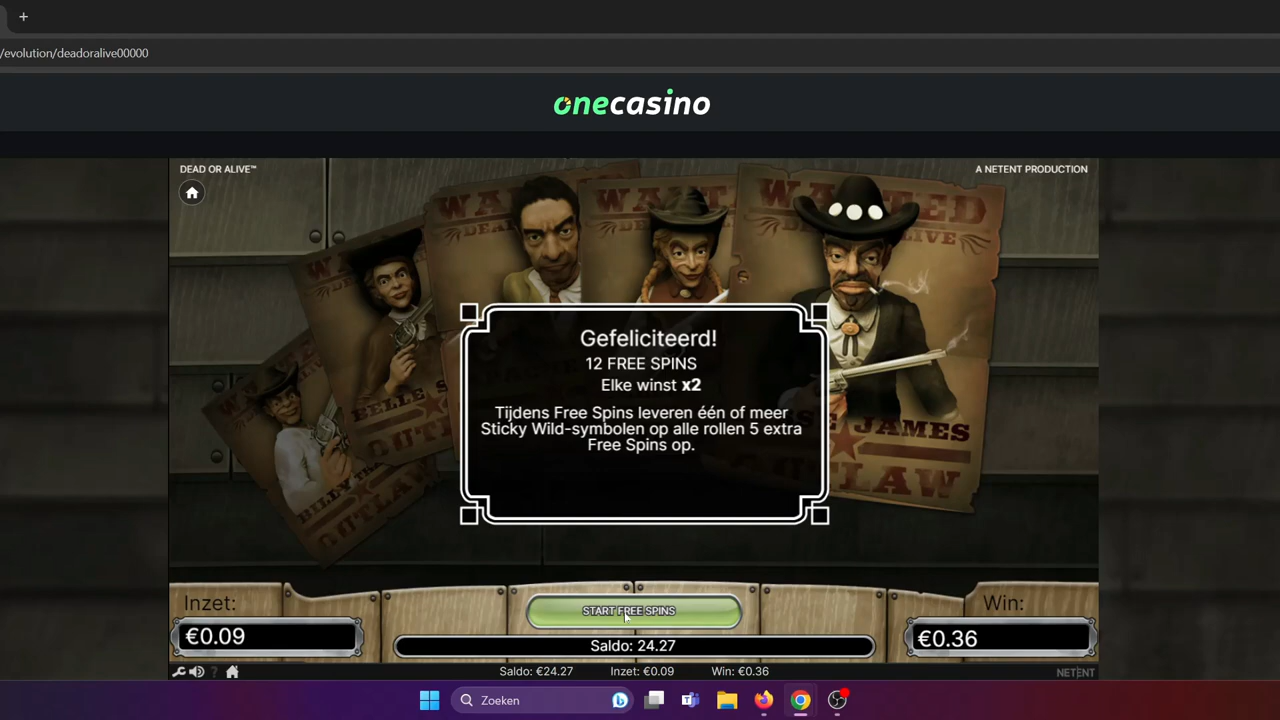 /evolution/deadoralive00000
onecasino
DEAD OR ALIVE™
A NETENT PRODUCTION
WANTED
Gefeliciteerd!
12 FREE SPINS
Elke winst x2
Tijdens Free Spins leveren één of meer
Sticky Wild-symbolen op alle rollen 5 extra
Free Spins op.
JAMES
OUTLAW
Inzet:
START FREE SPINS
Win:
€0.09
Saldo: 24.27
€0.36
Saldo: €24.27 Inzet: €0.09 Win: €0.36
NETENT
Zoeken